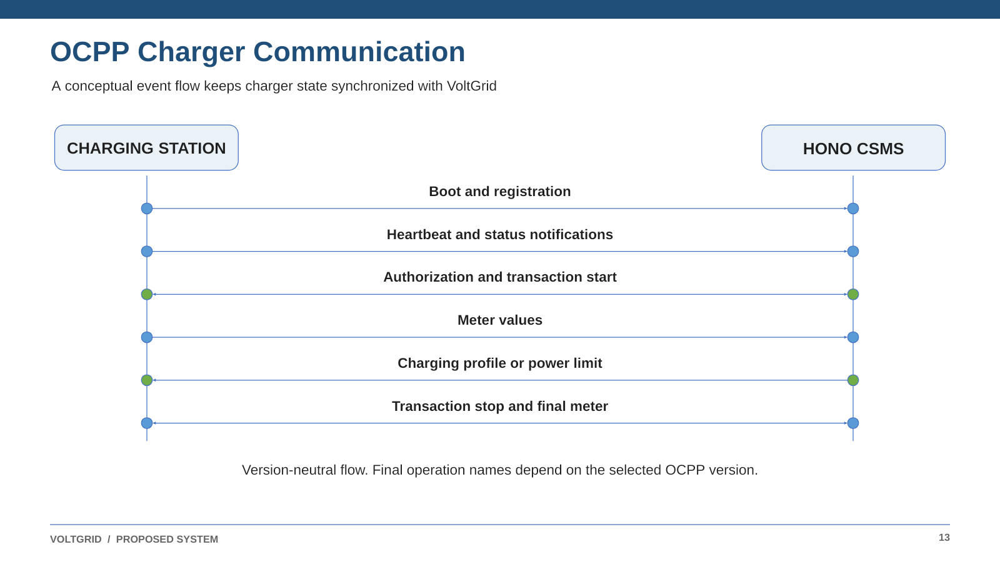 OCPP Charger Communication
A conceptual event flow keeps charger state synchronized with VoltGrid
CHARGING STATION
HONO CSMS
Boot and registration
Heartbeat and status notifications
Authorization and transaction start
Meter values
Charging profile or power limit
Transaction stop and final meter
Version-neutral flow. Final operation names depend on the selected OCPP version.
VOLTGRID / PROPOSED SYSTEM
13